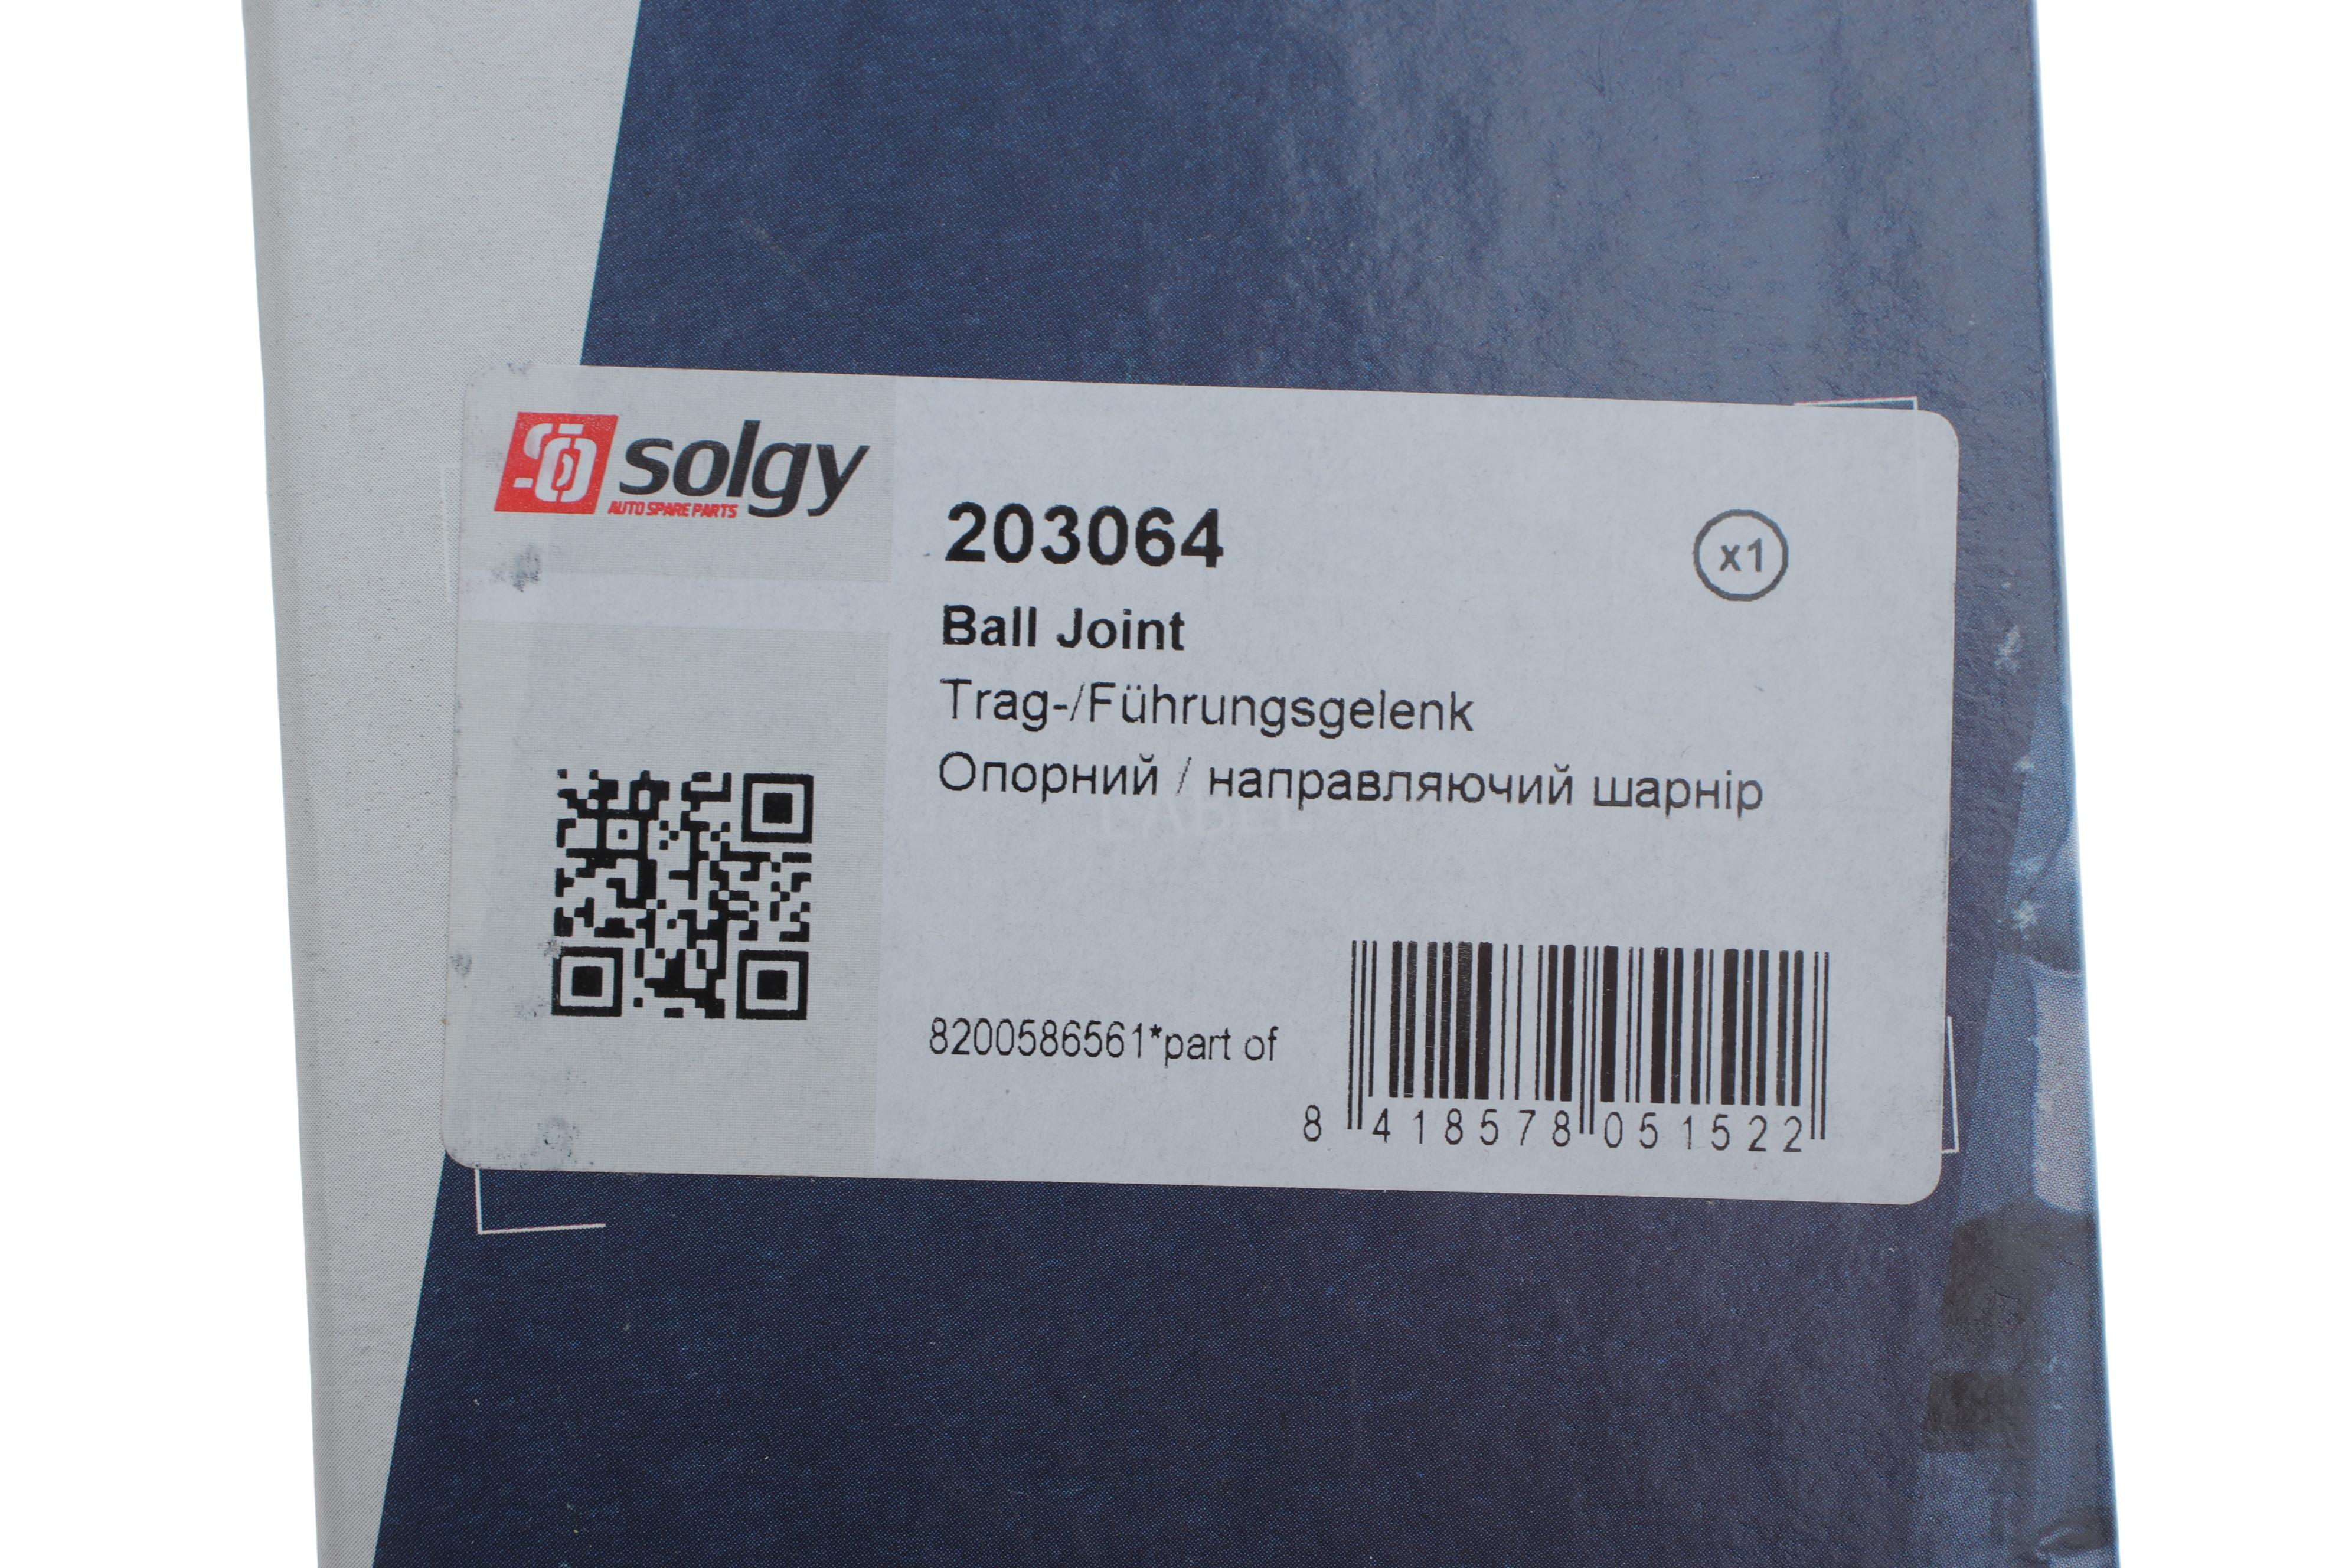 solgy
AUTO SPARE PARTS
203064
x1
Ball Joint
Trag-/Führungsgelenk
Опорний / направляючий шарнір
LABEL
8200586561*part of
8 418578 051522